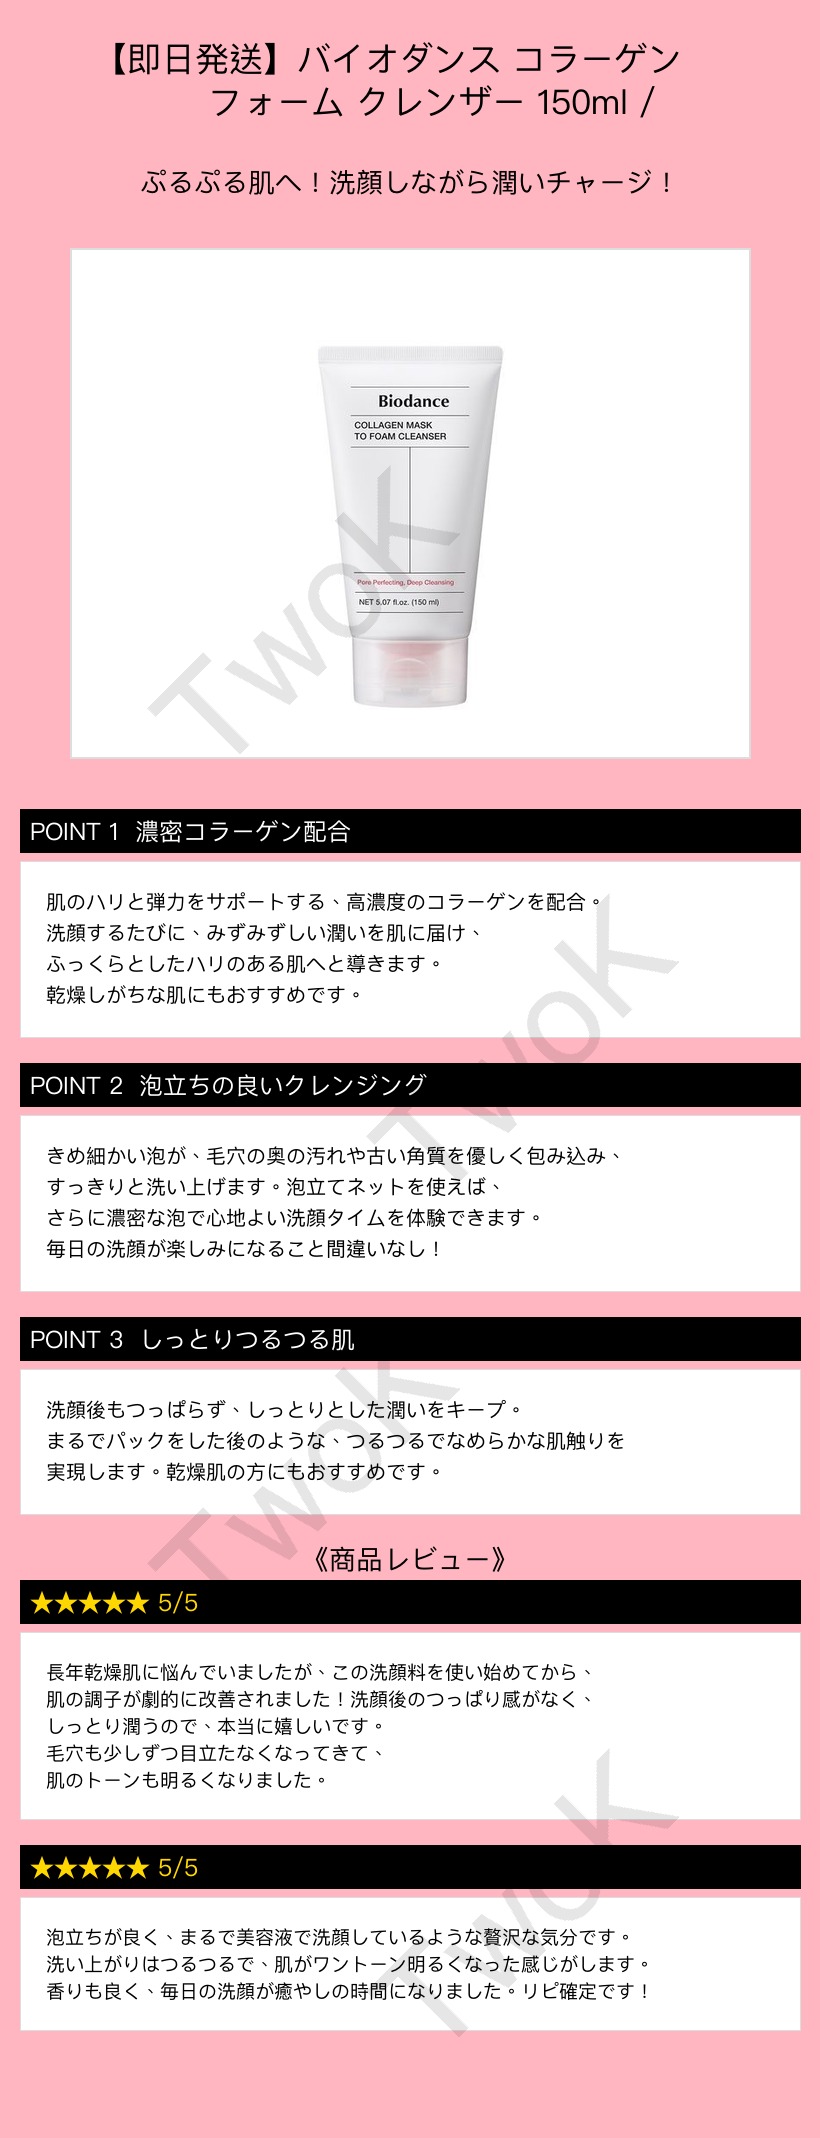 【即日発送】バイオダンス コラーゲン
フォーム クレンザー 150ml /
ぷるぷる肌へ！洗顔しながら潤いチャージ！
Biodance
COLLAGEN MASK
TO FOAM CLEANSER
Pore Perfecting, Deep Cleansing
NET 5.07 fl.oz. (150 ml)
TwoK
POINT 1 濃密コラーゲン配合
肌のハリと弾力をサポートする、高濃度のコラーゲンを配合。
洗顔するたびに、みずみずしい潤いを肌に届け、
ふっくらとしたハリのある肌へと導きます。
乾燥しがちな肌にもおすすめです。
TwoK
POINT 2 泡立ちの良いクレンジング
きめ細かい泡が、毛穴の奥の汚れや古い角質を優しく包み込み、
すっきりと洗い上げます。泡立てネットを使えば、
さらに濃密な泡で心地よい洗顔タイムを体験できます。
毎日の洗顔が楽しみになること間違いなし！
POINT 3 しっとりつるつる肌
洗顔後もつっぱらず、しっとりとした潤いをキープ。
まるでパックをした後のような、つるつるでなめらかな肌触りを
実現します。乾燥肌の方にもおすすめです。
TwoK
《商品レビュー》
★★★★★ 5/5
長年乾燥肌に悩んでいましたが、この洗顔料を使い始めてから、
肌の調子が劇的に改善されました！洗顔後のつっぱり感がなく、
しっとり潤うので、本当に嬉しいです。
毛穴も少しずつ目立たなくなってきて、
肌のトーンも明るくなりました。
★★★★★ 5/5
泡立ちが良く、まるで美容液で洗顔しているような贅沢な気分です。
洗い上がりはつるつるで、肌がワントーン明るくなった感じがします。
香りも良く、毎日の洗顔が癒やしの時間になりました。リピ確定です！
TwoK